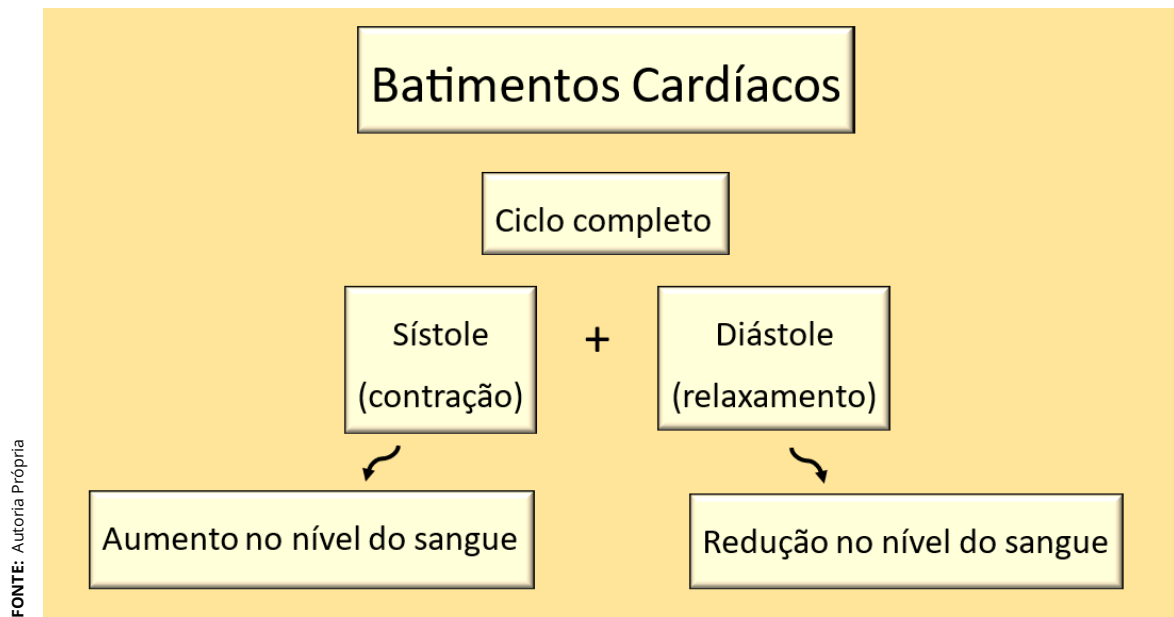 Batimentos Cardíacos
Ciclo completo
Sístole
(contração)
+
Diástole
(relaxamento)
Aumento no nível do sangue
Redução no nível do sangue
FONTE: Autoria Própria